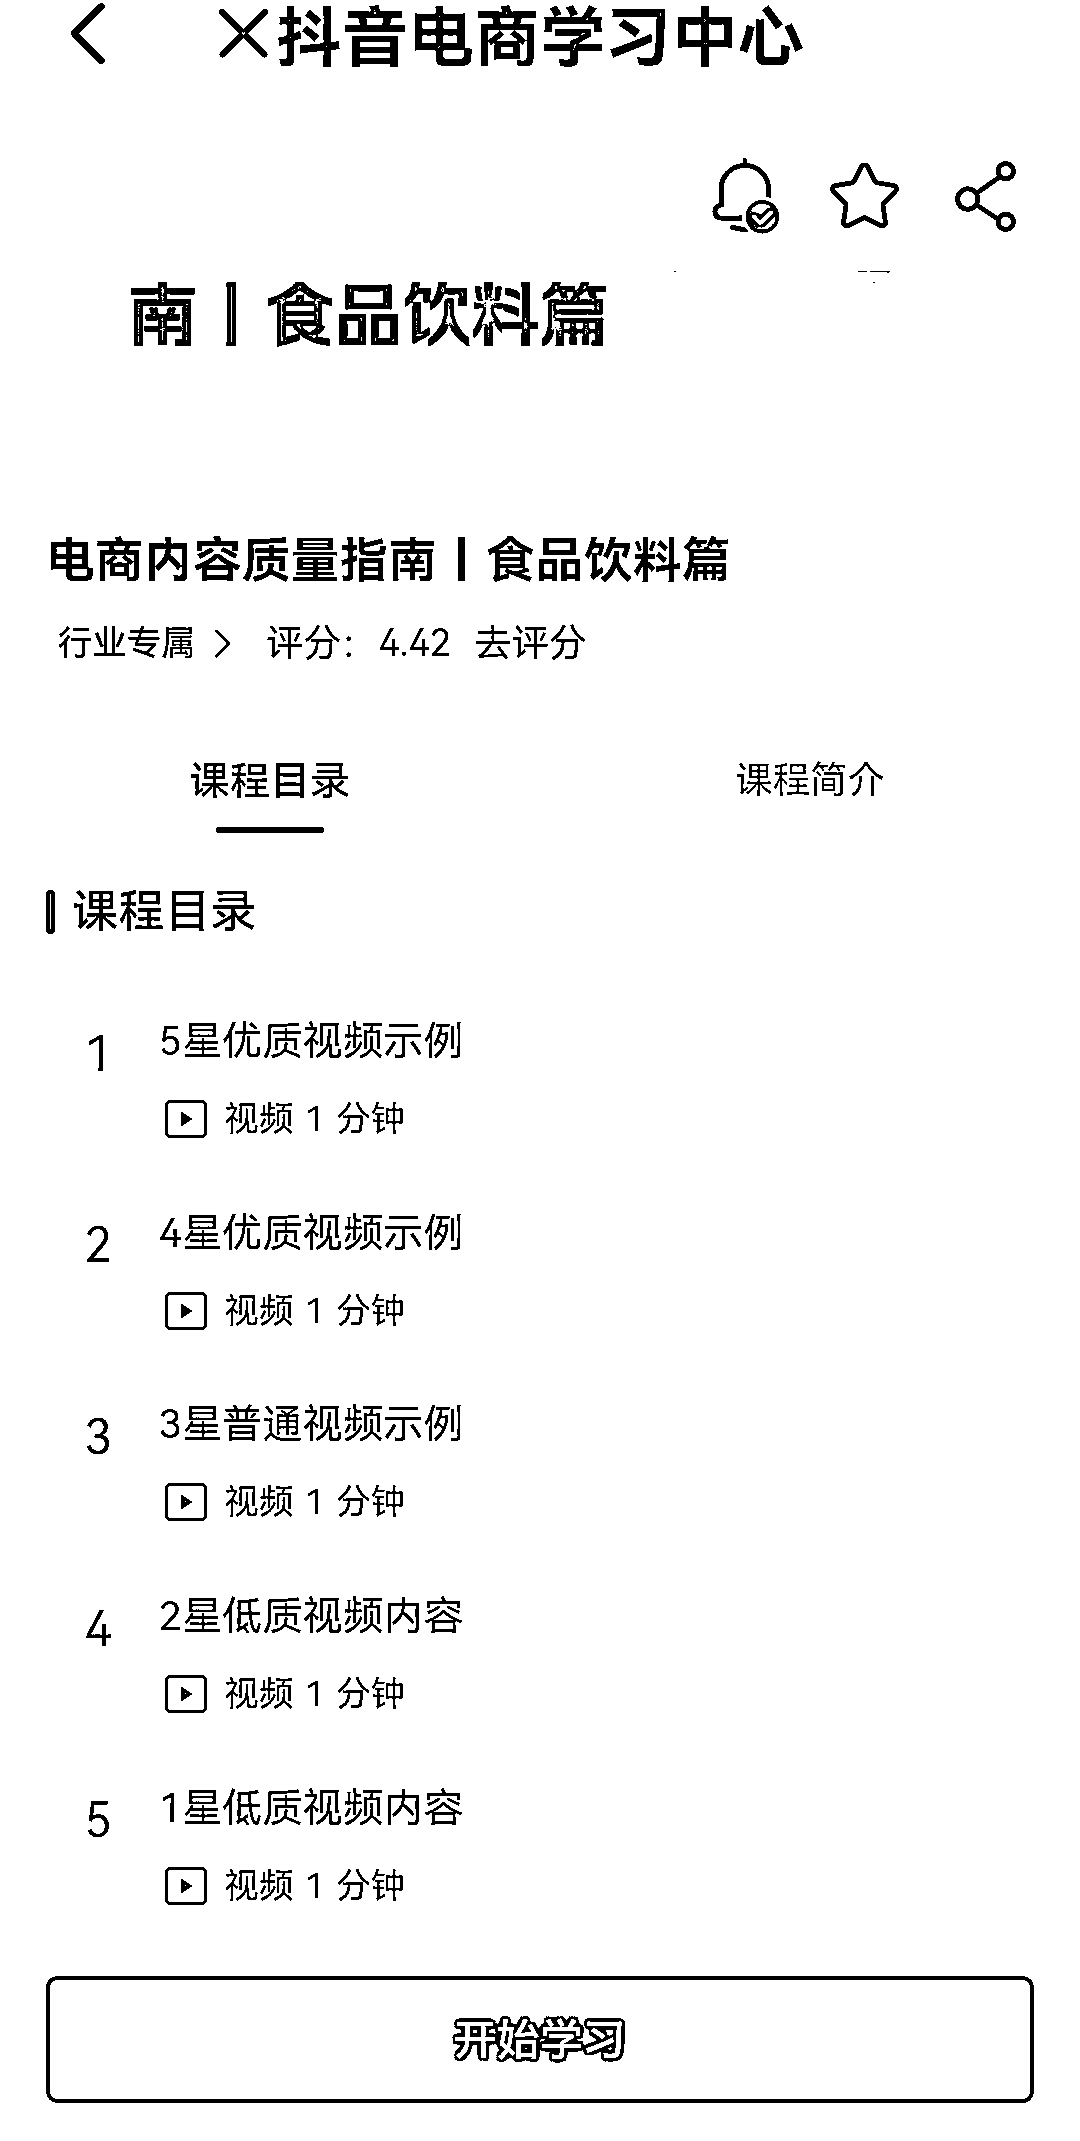 抖音电商学习中心
南丨食品饮料篇
电商内容质量指南丨食品饮料篇
行业专属 评分：4.42 去评分
课程目录 课程简介
课程目录
1 5星优质视频示例
视频 1 分钟
2 4星优质视频示例
视频 1 分钟
3 3星普通视频示例
视频 1 分钟
4 2星低质视频内容
视频 1 分钟
5 1星低质视频内容
视频 1 分钟
开始学习